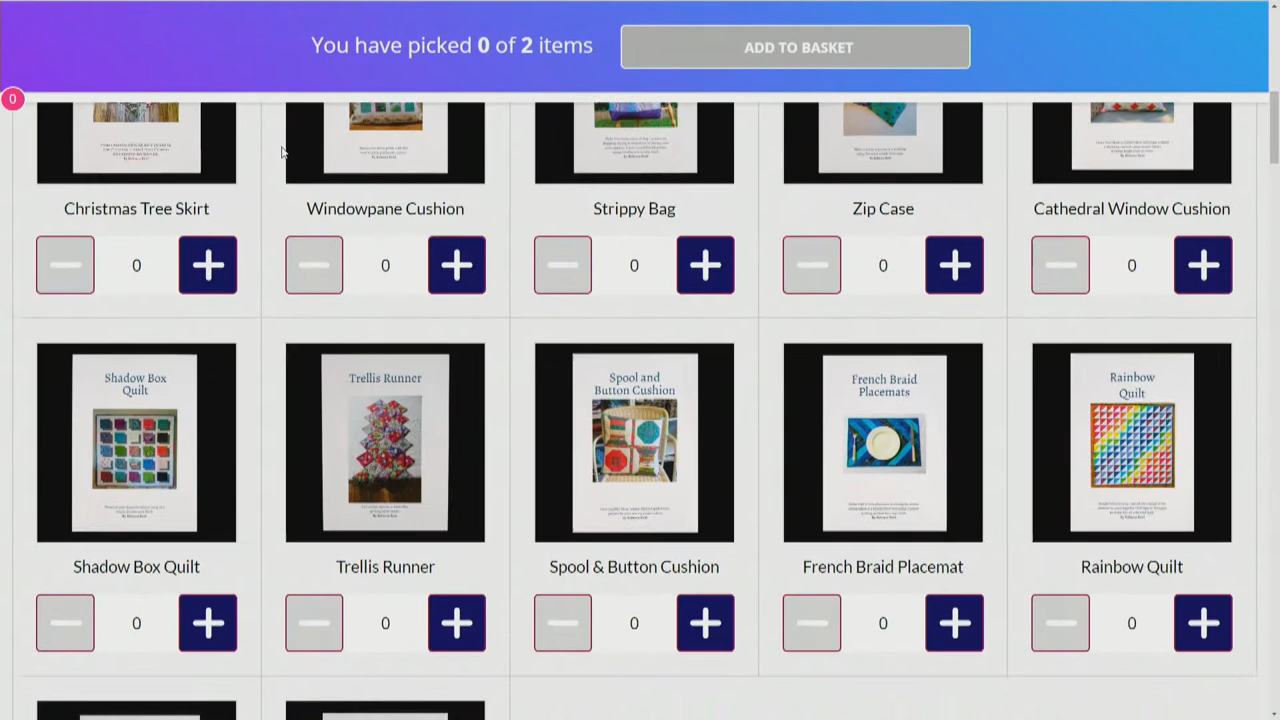 You have picked 0 of 2 items
ADD TO BASKET
0
Christmas Tree Skirt
Windowpane Cushion
Strippy Bag
Zip Case
Cathedral Window Cushion
0
0
0
0
0
Shadow Box
Quilt
Trellis Runner
Spool and
Button Cushion
French Braid
Placemats
Rainbow
Quilt
Shadow Box Quilt
Trellis Runner
Spool & Button Cushion
French Braid Placemat
Rainbow Quilt
0
0
0
0
0